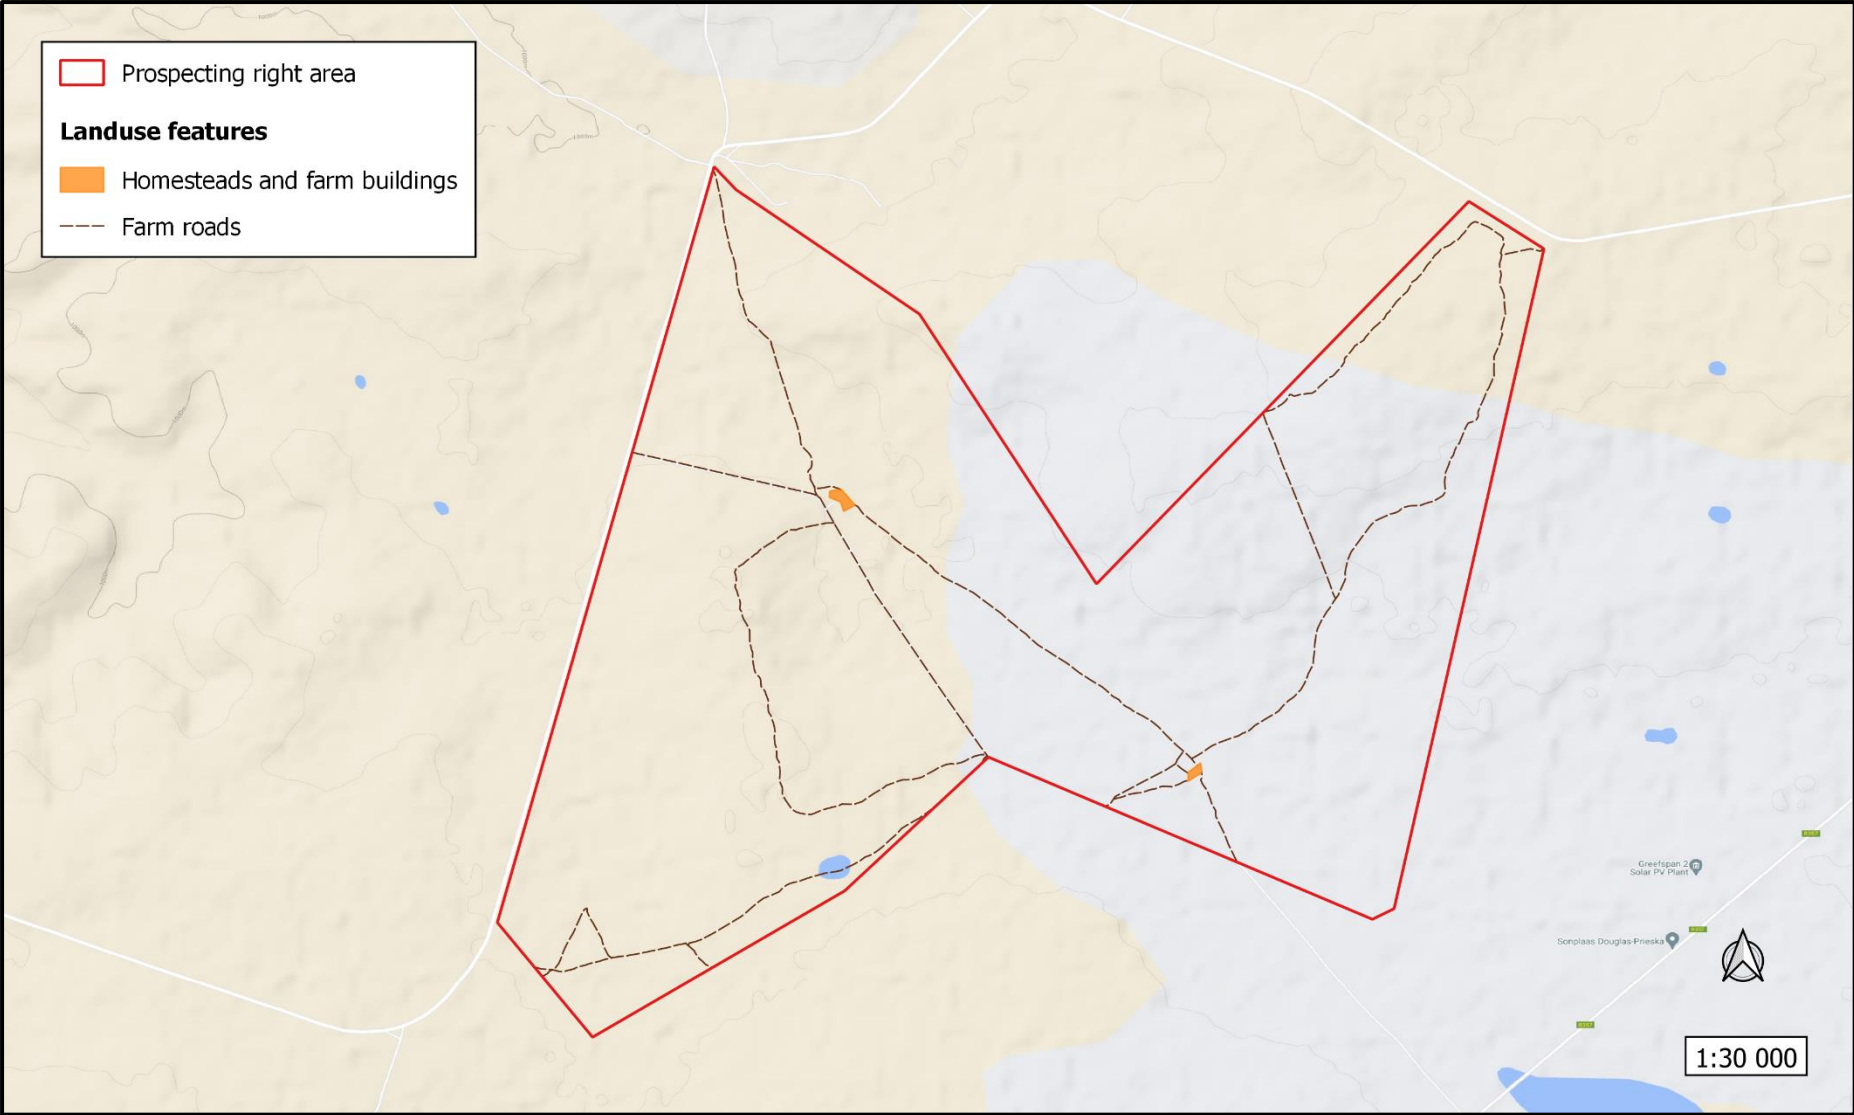 Prospecting right area
Landuse features
Homesteads and farm buildings
Farm roads
Greefspan 2
Solar PV Plant
Sonplaas Douglas-Prieska
1:30 000